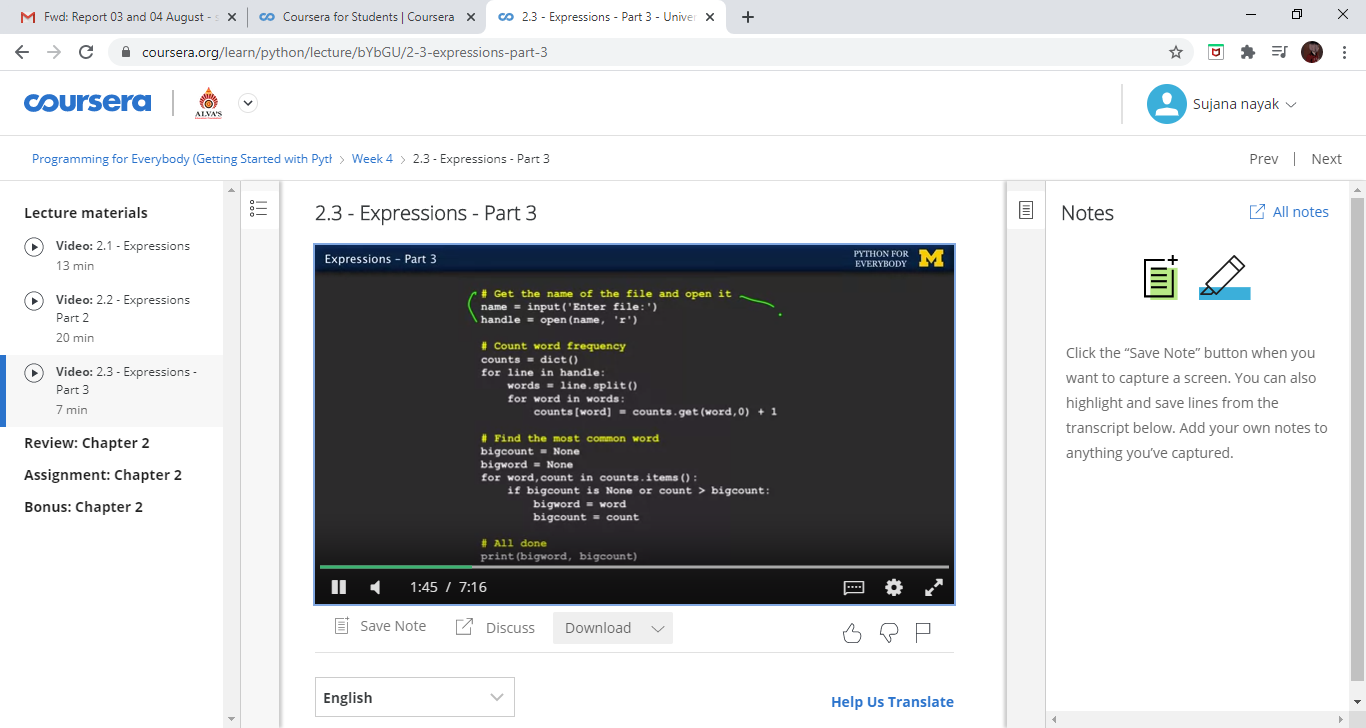 Fwd: Report 03 and 04 August -
Coursera for Students | Coursera
2.3 - Expressions - Part 3 - Univer
coursera.org/learn/python/lecture/bYbGU/2-3-expressions-part-3
coursera
ALVA'S
Sujana nayak
Programming for Everybody (Getting Started with Pyth
Week 4
2.3 - Expressions - Part 3
Prev | Next
Lecture materials
Video: 2.1 - Expressions
13 min
Video: 2.2 - Expressions
Part 2
20 min
Video: 2.3 - Expressions -
Part 3
7 min
Review: Chapter 2
Assignment: Chapter 2
Bonus: Chapter 2
2.3 - Expressions - Part 3
Expressions – Part 3
PYTHON FOR
EVERYBODY
M
# Get the name of the file and open it
name = input('Enter file:')
handle = open(name, 'r')
# Count word frequency
counts = dict()
for line in handle:
words = line.split()
for word in words:
counts[word] = counts.get(word,0) + 1
# Find the most common word
bigcount = None
bigword = None
for word,count in counts.items():
if bigcount is None or count > bigcount:
bigword = word
bigcount = count
# All done
print(bigword, bigcount)
1:45 / 7:16
Save Note
Discuss
Download
English
Help Us Translate
Notes
All notes
Click the “Save Note” button when you
want to capture a screen. You can also
highlight and save lines from the
transcript below. Add your own notes to
anything you’ve captured.